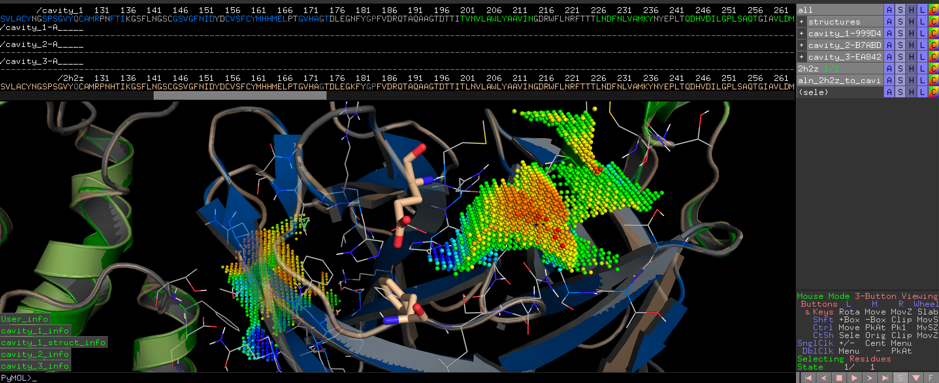 /cavity_1 131 136 141 146 151 156 161 166 171 176 181 186 191 196 201 206 211 216 221 226 231 236 241 246 251 256 261
SVLACYNGSPSGVYQCAMRPNFTIKGSFLNGSCGSVGFNIDYDCVSFCYMHHMELPTGVHAGTDLEGNFYGPFVDRQTAQAAGTDTTITVNVLAWLYAAVINGDRWFLNRFTTTLNDFNLVAMKYNYEPLTQDHVDILGPLSAQTGIAVLDM
/cavity_1-A_____
/cavity_2-A_____
/cavity_3-A_____
/2h2z 131 136 141 146 151 156 161 166 171 176 181 186 191 196 201 206 211 216 221 226 231 236 241 246 251 256 261
SVLACYNGSPSGVYQCAMRPNHTIKGSFLNGSCGSVGFNIDYDCVSFCYMHHMELPTGVHAGTDLEGKFYGPFVDRQTAQAAGTDTTITLNVLAWLYAAVINGDRWFLNRFTTTLNDFNLVAMKYNYEPLTQDHVDILGPLSAQTGIAVLDM
all A S H L C
+ structures A S H L C
+ cavity_1-999D4 A S H L C
+ cavity_2-B7ABD A S H L C
+ cavity_3-EA842 A S H L C
2h2z 1/1 A S H L C
aln_2h2z_to_cavi A S H L C
(sele) A S H L C
User_info
cavity_1_info
cavity_1_struct_info
cavity_2_info
cavity_3_info
Mouse Mode 3-Button Viewing
Buttons L M R Wheel
& Keys Rota Move MovZ Slab
Shft +Box -Box Clip MovS
Ctrl Move PkAt Pk1 MvSZ
CtSh Sele Orig Clip MovZ
SnglClk +/- Cent Menu
DblClk Menu - PkAt
Selecting Residues
State 1/ 1
PyMOL>_
S F